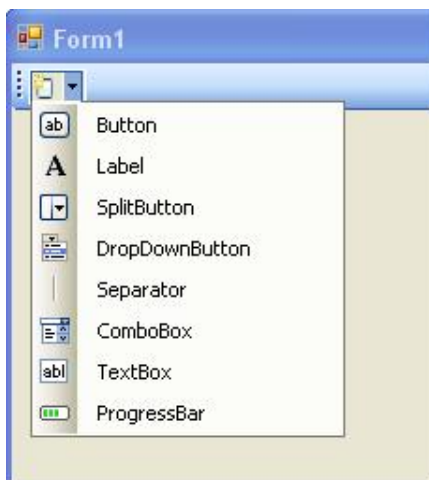 Form1
Button
Label
SplitButton
DropDownButton
Separator
ComboBox
TextBox
ProgressBar